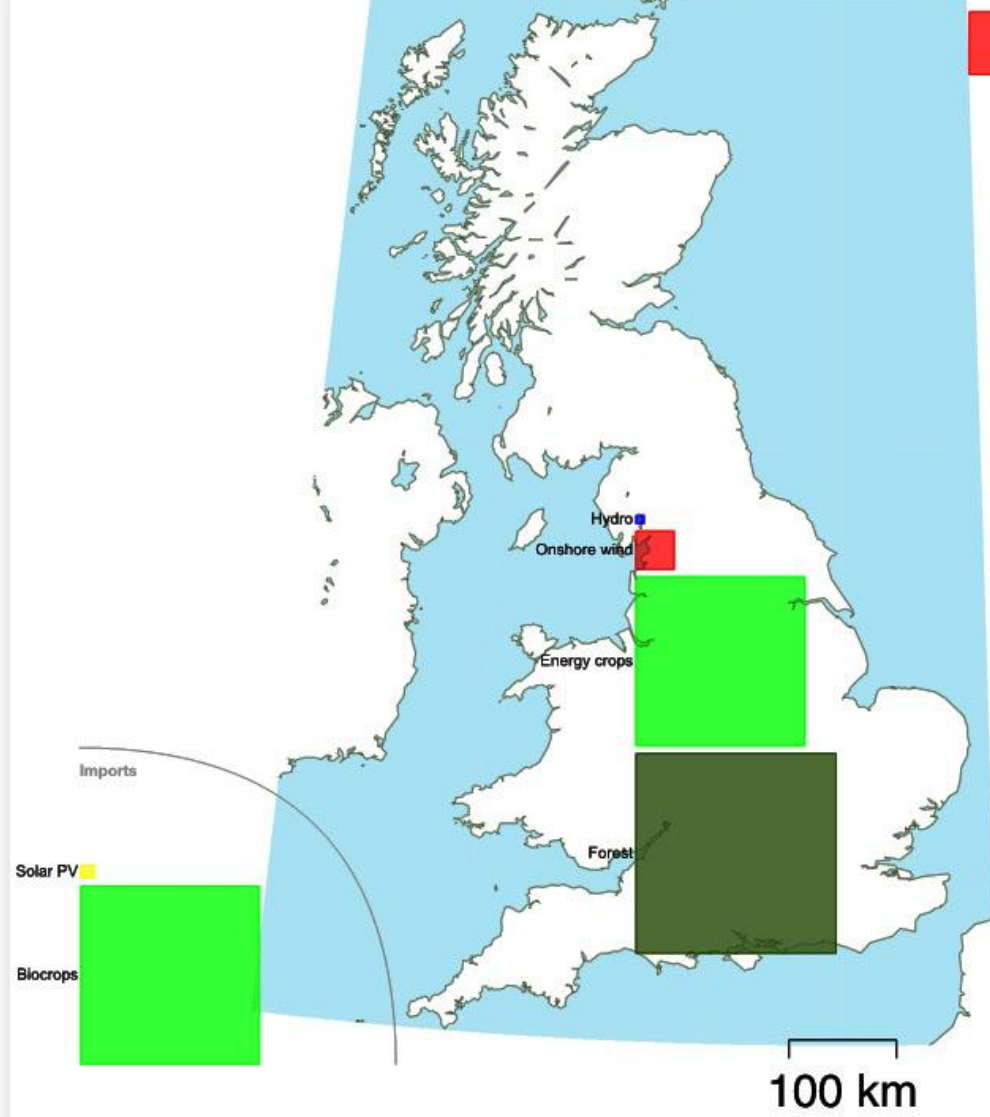 Hydro
Onshore wind
Energy crops
Imports
Forest
Solar PV
Biocrops
100 km